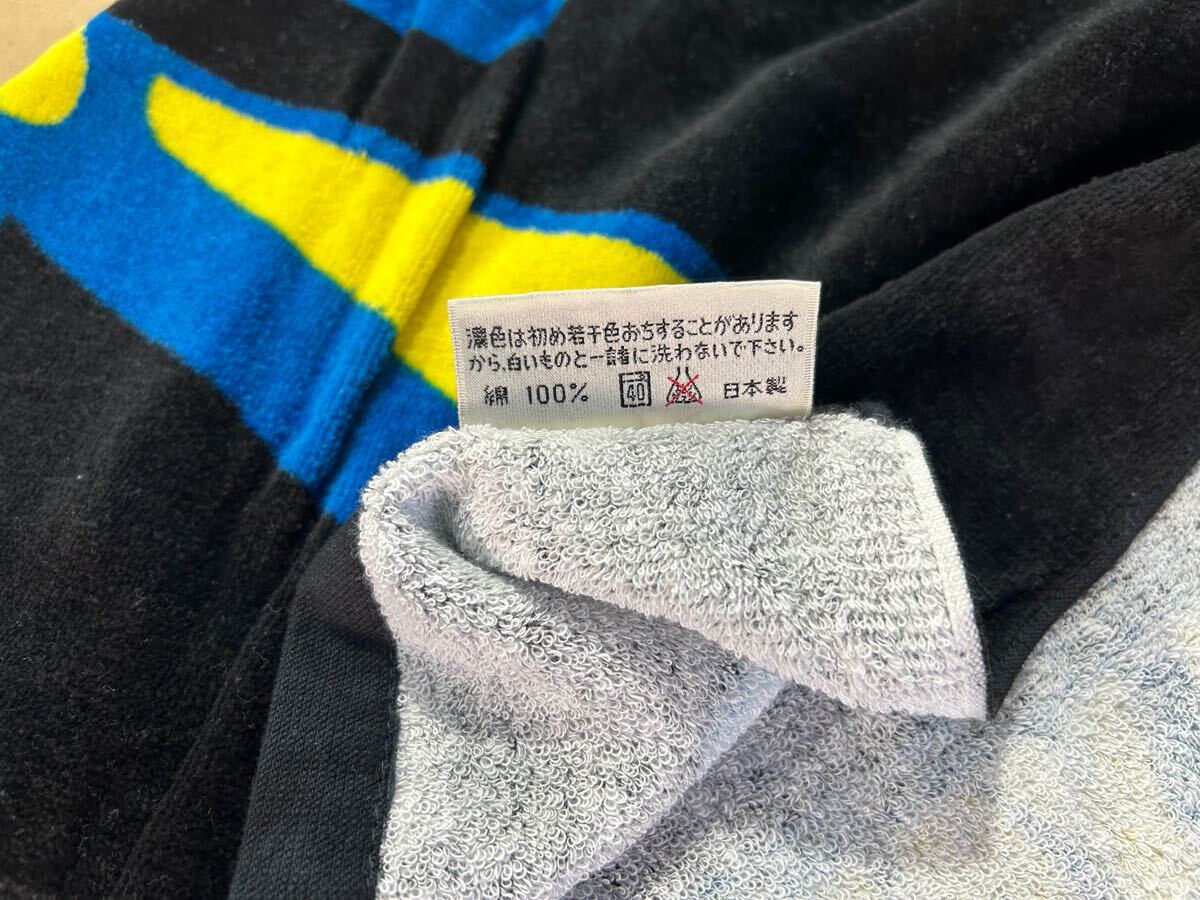 濃色は初め若干色おちすることがあります
から、白いものと一諸に洗わないで下さい。
綿 100% 40 日本製